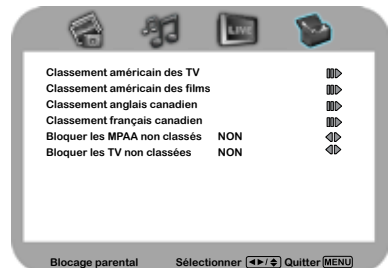 LIVE
Classement américain des TV
Classement américain des films
Classement anglais canadien
Classement français canadien
Bloquer les MPAA non classés NON
Bloquer les TV non classées NON
Blocage parental Sélectionner / Quitter MENU